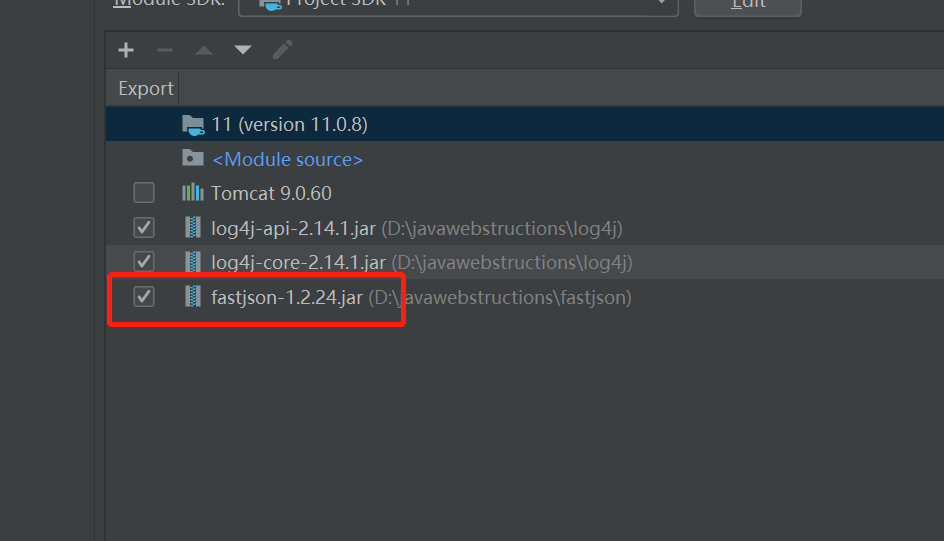 Module SDK: Project SDK 11
Edit
Export
11 (version 11.0.8)
<Module source>
Tomcat 9.0.60
log4j-api-2.14.1.jar (D:\javawebstructions\log4j)
log4j-core-2.14.1.jar (D:\javawebstructions\log4j)
fastjson-1.2.24.jar (D:\javawebstructions\fastjson)